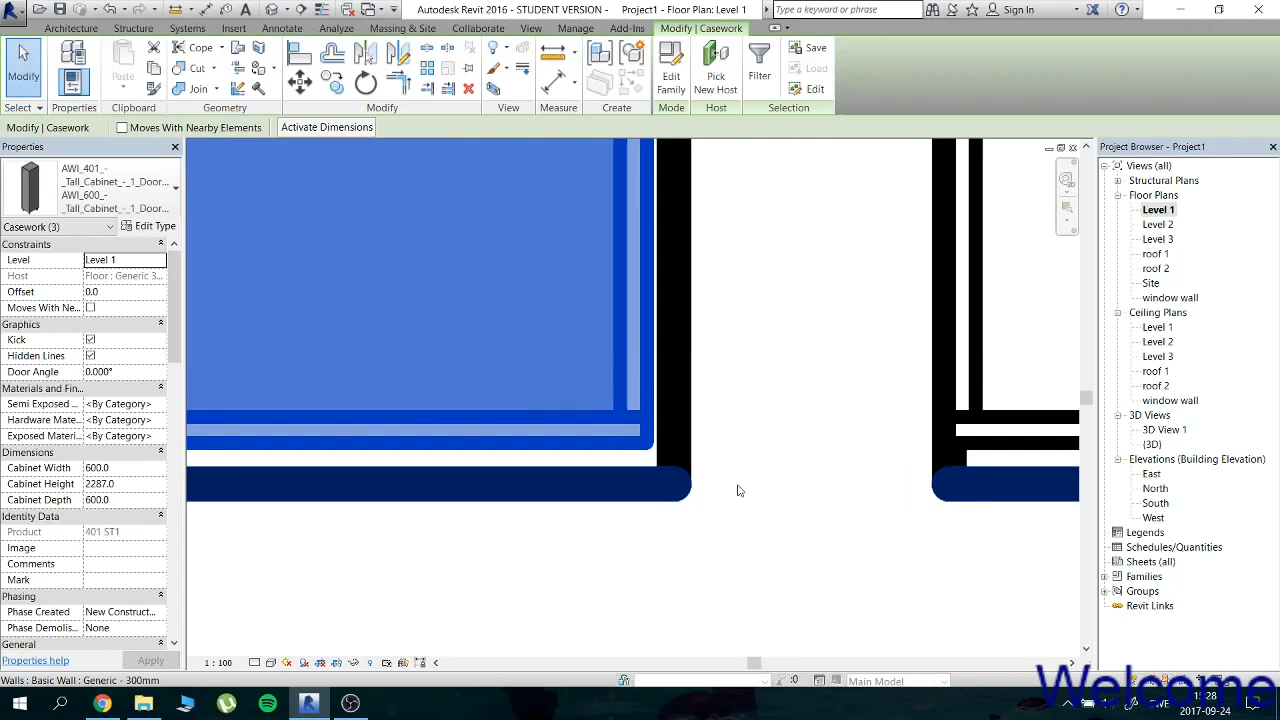 Autodesk Revit 2016 - STUDENT VERSION - Project1 - Floor Plan: Level 1
Type a keyword or phrase
Sign In
Architecture Structure Systems Insert Annotate Analyze Massing & Site Collaborate View Manage Add-Ins Modify | Casework
Modify
Properties
Paste
Cope
Cut
Join
Edit Family
Pick New Host
Filter
Save
Load
Edit
Select Properties Clipboard Geometry Modify View Measure Create Mode Host Selection
Modify | Casework
Moves With Nearby Elements
Activate Dimensions
Properties
AWI_401_-
_Tall_Cabinet_-_1_Door...
AWI_600_-
_Tall_Cabinet_-_1_Door...
Casework (3)
Edit Type
Constraints
Level Level 1
Host Floor : Generic 3...
Offset 0.0
Moves With Ne...
Graphics
Kick
Hidden Lines
Door Angle 0.000°
Materials and Fin...
Semi Exposed ... <By Category>
Hardware Mate... <By Category>
Exposed Materi... <By Category>
Dimensions
Cabinet Width 600.0
Cabinet Height 2287.0
Cabinet Depth 600.0
Identity Data
Product 401 ST1
Image
Comments
Mark
Phasing
Phase Created New Construct...
Phase Demolis... None
General
Properties help
Apply
Project Browser - Project1
Views (all)
Structural Plans
Floor Plans
Level 1
Level 2
Level 3
roof 1
roof 2
Site
window wall
Ceiling Plans
Level 1
Level 2
Level 3
roof 1
roof 2
window wall
3D Views
3D View 1
{3D}
Elevations (Building Elevation)
East
North
South
West
Legends
Schedules/Quantities
Sheets (all)
Families
Groups
Revit Links
1 : 100
Walls : Basic Wall : Generic - 300mm
:0
Main Model
Welcome
SWE
15:28
2017-09-24